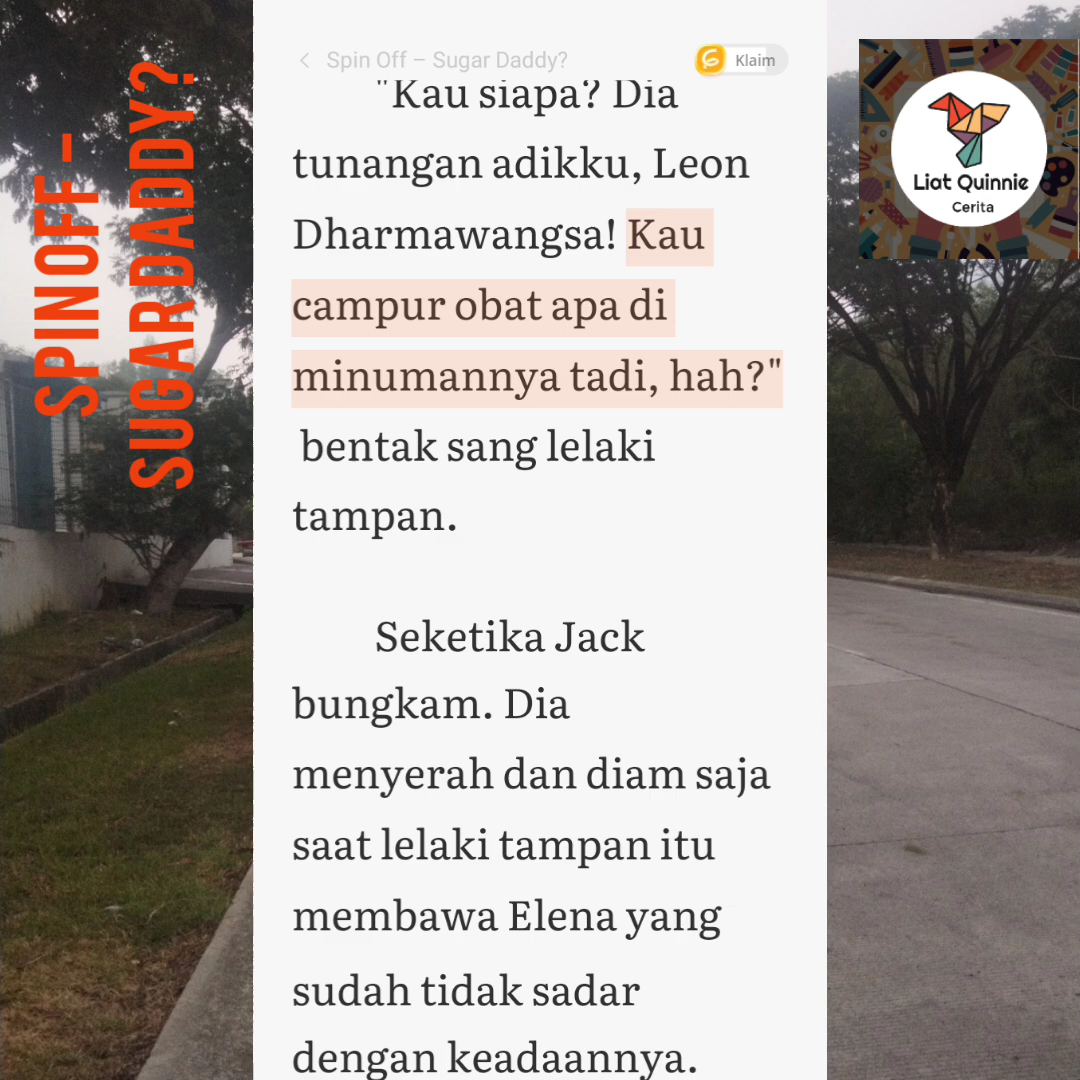 SPIN OFF –
SUGAR DADDY?
Spin Off – Sugar Daddy?
Klaim
"Kau siapa? Dia
tunangan adikku, Leon
Dharmawangsa! Kau
campur obat apa di
minumannya tadi, hah?"
bentak sang lelaki
tampan.
Seketika Jack
bungkam. Dia
menyerah dan diam saja
saat lelaki tampan itu
membawa Elena yang
sudah tidak sadar
dengan keadaannya.
Liat Quinnie
Cerita